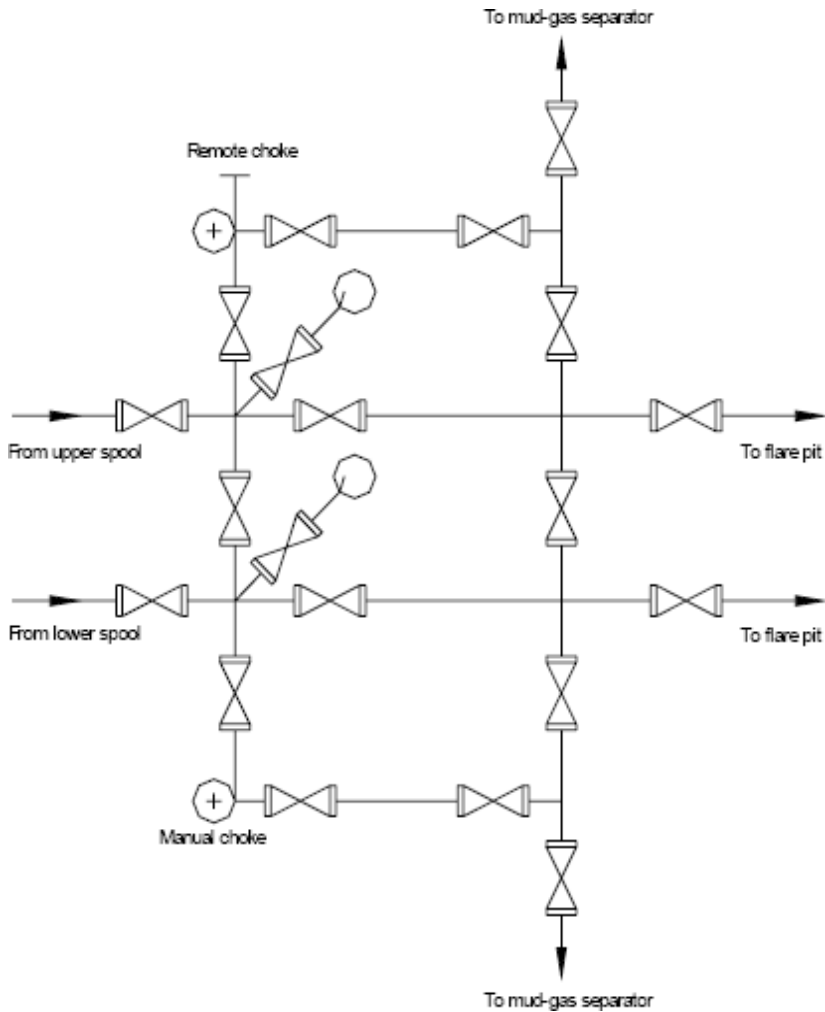 To mud-gas separator
Remote choke
From upper spool
To flare pit
From lower spool
To flare pit
Manual choke
To mud-gas separator